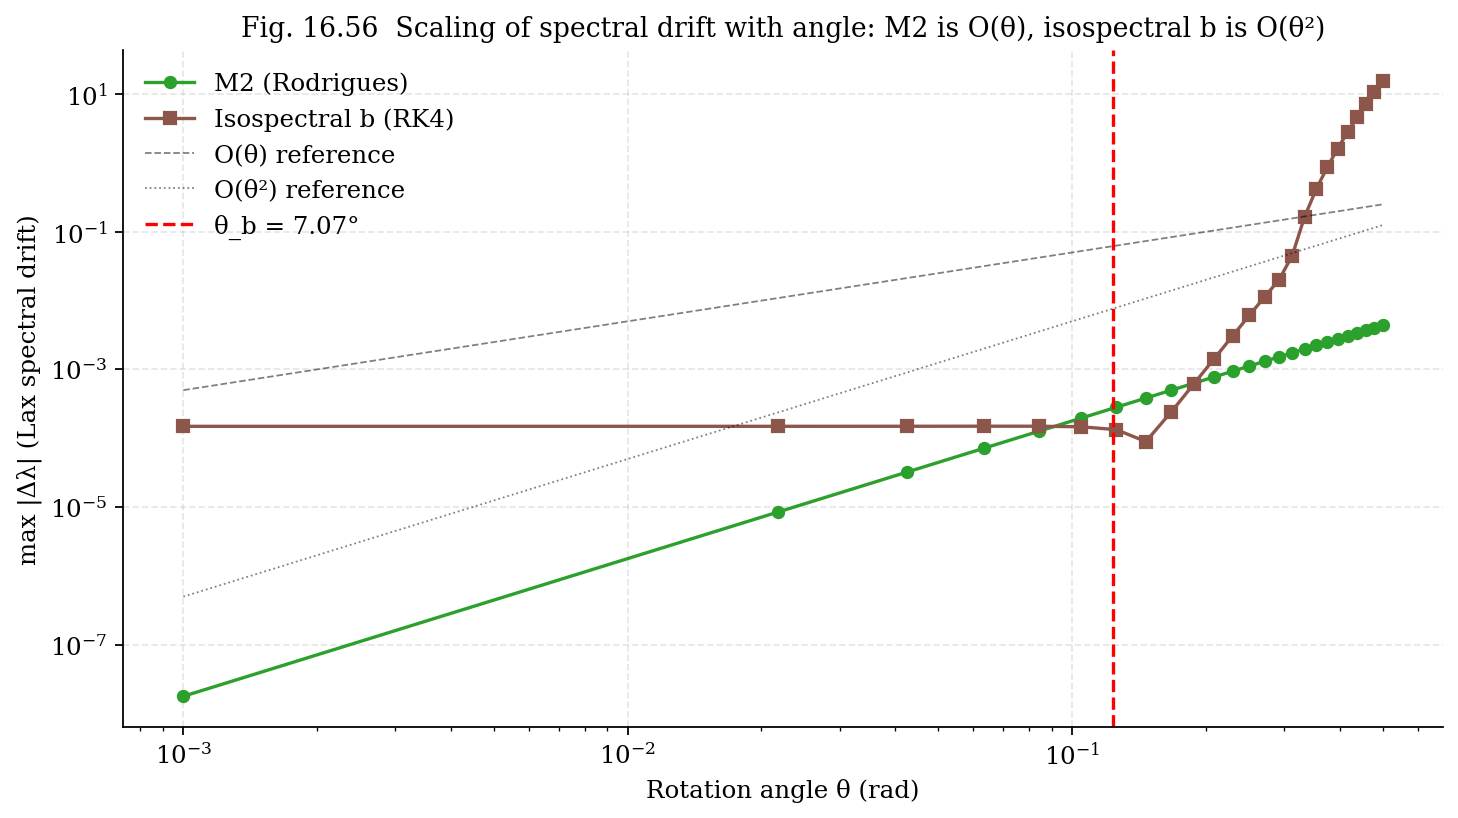 Fig. 16.56  Scaling of spectral drift with angle: M2 is O(θ), isospectral b is O(θ²)
M2 (Rodrigues)
Isospectral b (RK4)
O(θ) reference
O(θ²) reference
θ_b = 7.07°
max |Δλ| (Lax spectral drift)
10¹
10⁻¹
10⁻³
10⁻⁵
10⁻⁷
10⁻³ 10⁻² 10⁻¹
Rotation angle θ (rad)